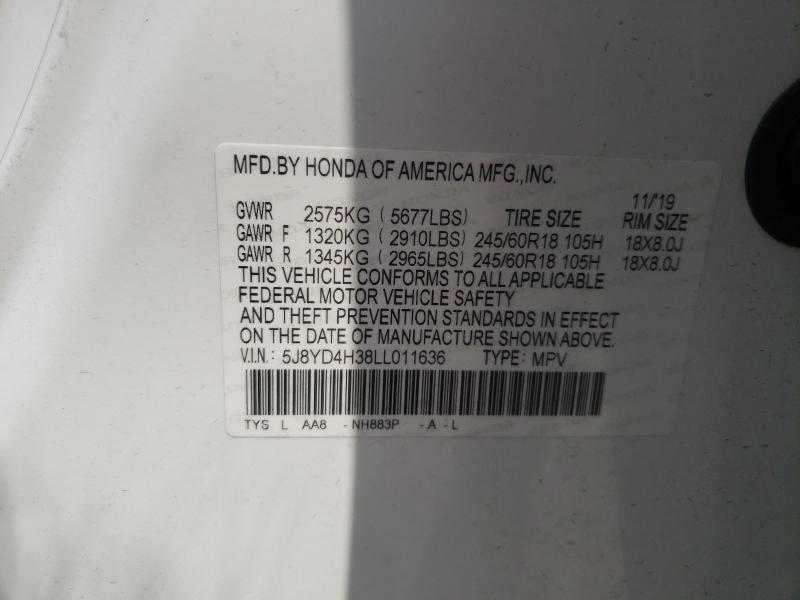 MFD.BY HONDA OF AMERICA MFG.,INC.
11/'19
GVWR 2575KG (5677LBS) TIRE SIZE RIM SIZE
GAWR F 1320KG (2910LBS) 245/60R18 105H 18X8.0J
GAWR R 1345KG (2965LBS) 245/60R18 105H 18X8.0J
THIS VEHICLE CONFORMS TO ALL APPLICABLE
FEDERAL MOTOR VEHICLE SAFETY
AND THEFT PREVENTION STANDARDS IN EFFECT
ON THE DATE OF MANUFACTURE SHOWN ABOVE.
V.I.N.: 5J8YD4H38LL011636 TYPE: MPV
TYS L AA8 -NH883P -A-L